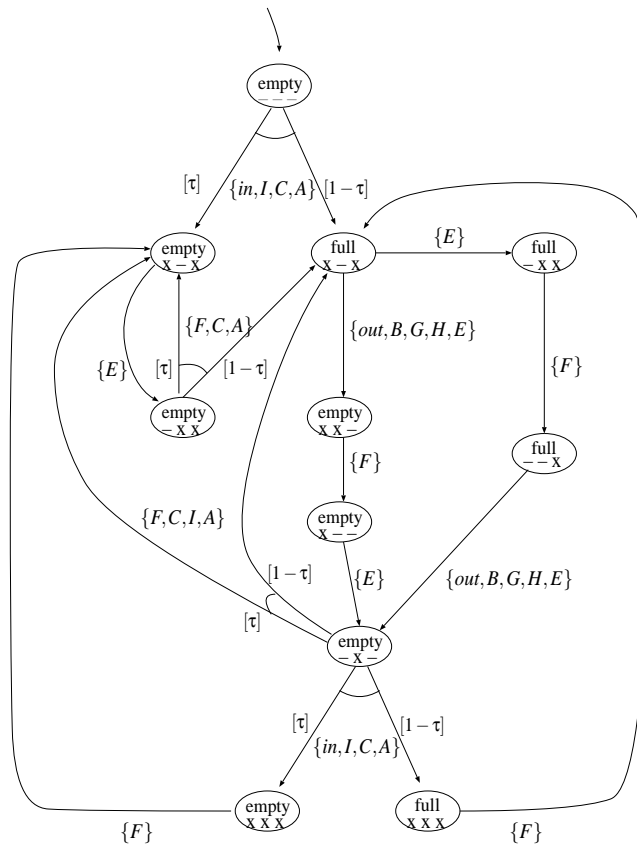 empty
– – –
[τ]
{in,I,C,A}
[1−τ]
empty
x – x
full
x – x
{E}
full
– x x
{F,C,A}
{out,B,G,H,E}
{E}
[τ]
[1−τ]
{F}
empty
– x x
empty
x x –
{F}
full
– – x
{F,C,I,A}
empty
x – –
[1−τ]
{E}
{out,B,G,H,E}
[τ]
empty
– x –
[τ]
[1−τ]
{in,I,C,A}
empty
x x x
full
x x x
{F}
{F}